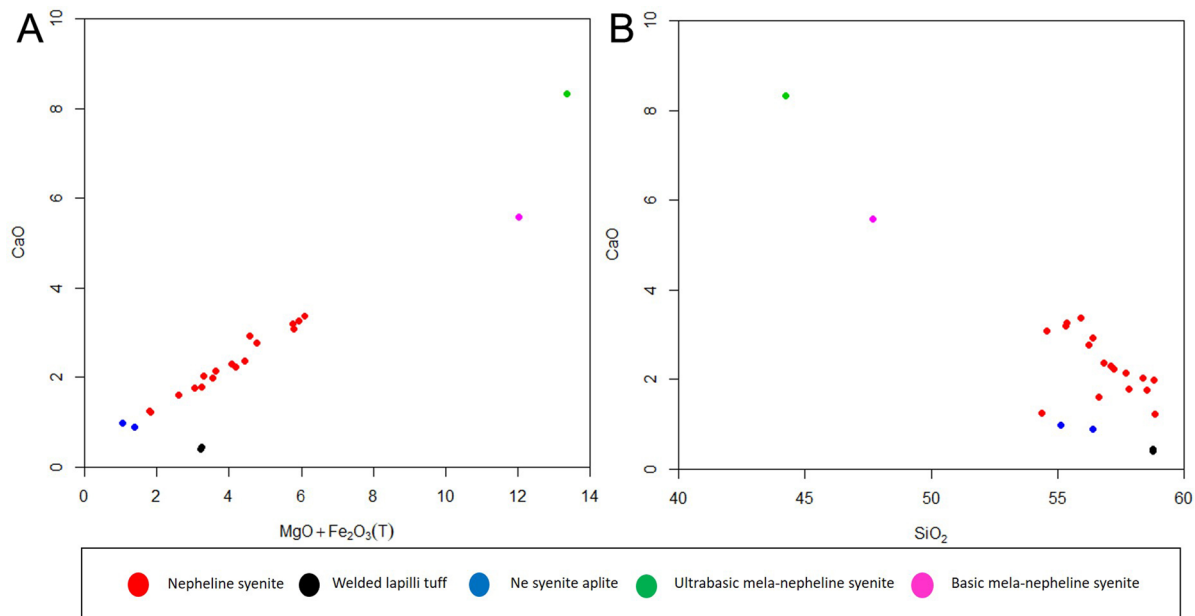 A
10
8
6
4
2
0
CaO
0 2 4 6 8 10 12 14
MgO + Fe₂O₃(T)
B
10
8
6
4
2
0
CaO
40 45 50 55 60
SiO₂
Nepheline syenite Welded lapilli tuff Ne syenite aplite Ultrabasic mela-nepheline syenite Basic mela-nepheline syenite